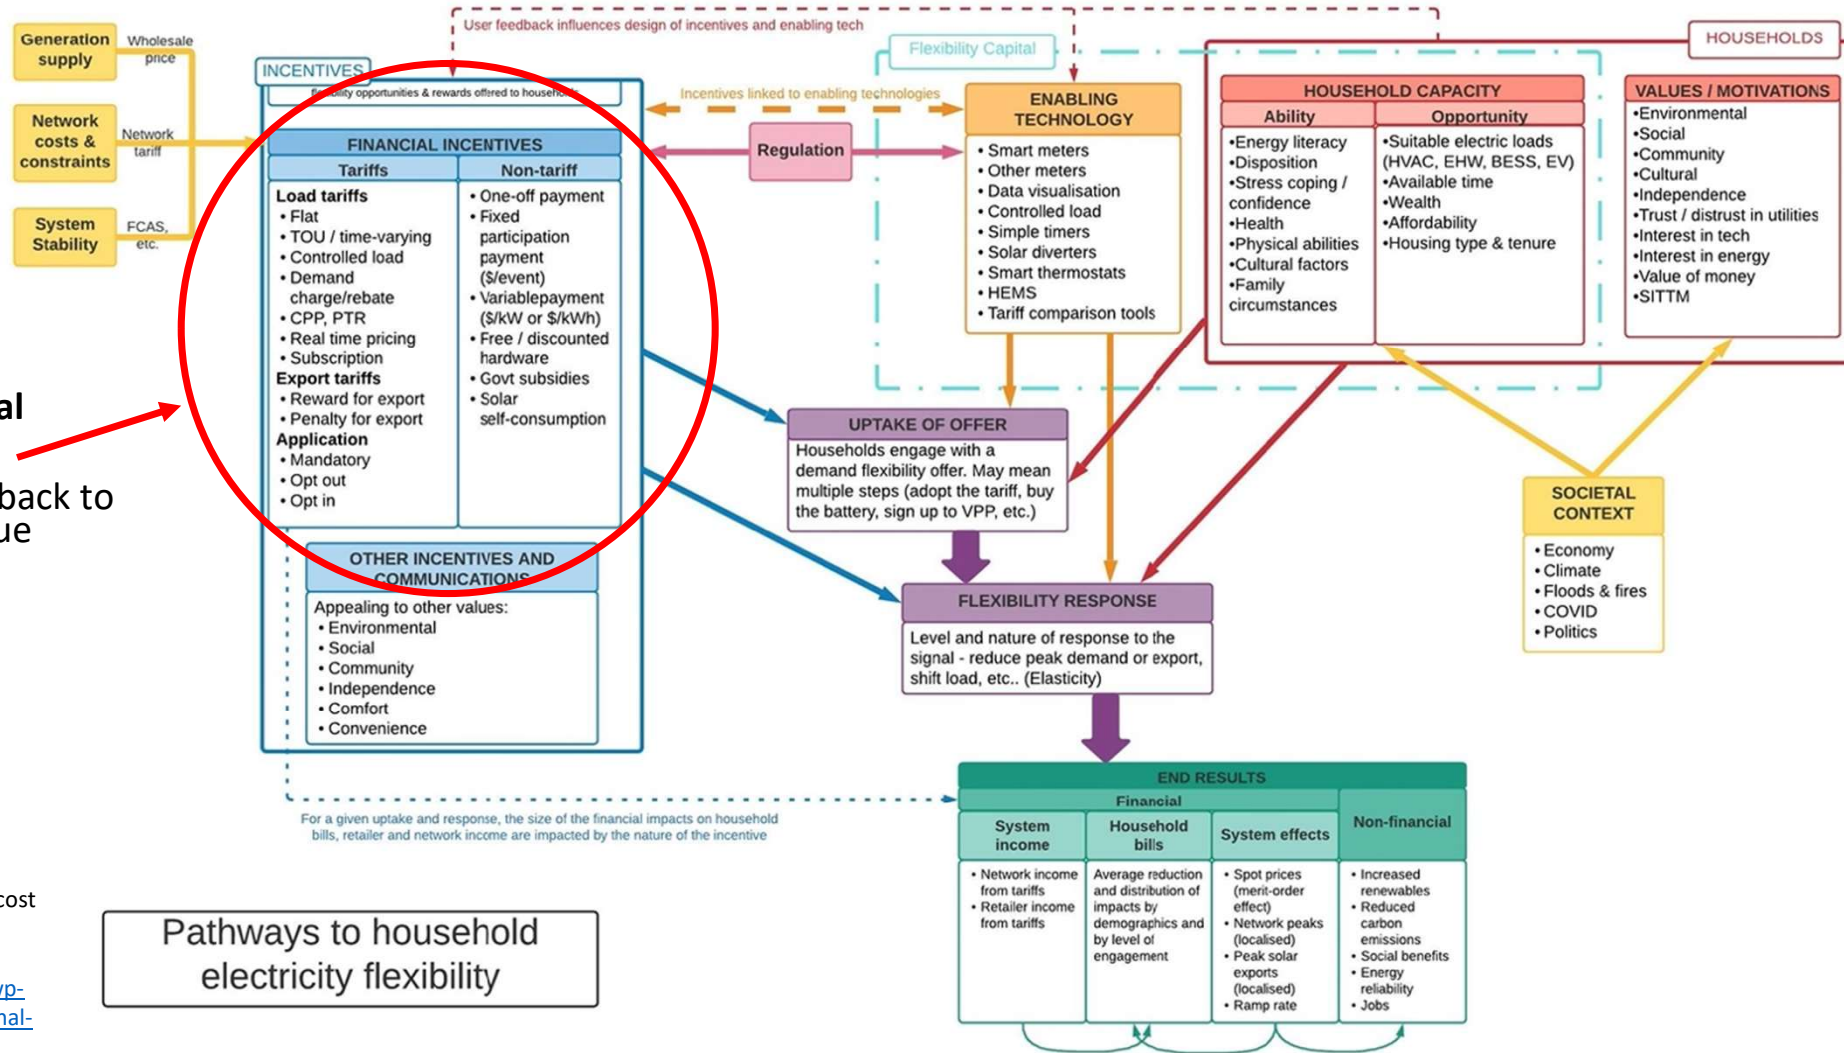 User feedback influences design of incentives and enabling tech
HOUSEHOLDS
Generation
supply
Wholesale
price
Network
costs &
constraints
Network
tariff
System
Stability
FCAS,
etc.
INCENTIVES
flexibility opportunities & rewards offered to households
FINANCIAL INCENTIVES
Tariffs
Load tariffs
• Flat
• TOU / time-varying
• Controlled load
• Demand
charge/rebate
• CPP, PTR
• Real time pricing
• Subscription
Export tariffs
• Reward for export
• Penalty for export
Application
• Mandatory
• Opt out
• Opt in
Non-tariff
• One-off payment
• Fixed
participation
payment
($/event)
• Variablepayment
($/kW or $/kWh)
• Free / discounted
hardware
• Govt subsidies
• Solar
self-consumption
OTHER INCENTIVES AND
COMMUNICATIONS
Appealing to other values:
• Environmental
• Social
• Community
• Independence
• Comfort
• Convenience
Incentives linked to enabling technologies
Regulation
Flexibility Capital
ENABLING
TECHNOLOGY
• Smart meters
• Other meters
• Data visualisation
• Controlled load
• Simple timers
• Solar diverters
• Smart thermostats
• HEMS
• Tariff comparison tools
HOUSEHOLD CAPACITY
Ability
•Energy literacy
•Disposition
•Stress coping /
confidence
•Health
•Physical abilities
•Cultural factors
•Family
circumstances
Opportunity
•Suitable electric loads
(HVAC, EHW, BESS, EV)
•Available time
•Wealth
•Affordability
•Housing type & tenure
VALUES / MOTIVATIONS
•Environmental
•Social
•Community
•Cultural
•Independence
•Trust / distrust in utilities
•Interest in tech
•Interest in energy
•Value of money
•SITTM
UPTAKE OF OFFER
Households engage with a
demand flexibility offer. May mean
multiple steps (adopt the tariff, buy
the battery, sign up to VPP, etc.)
FLEXIBILITY RESPONSE
Level and nature of response to the
signal - reduce peak demand or export,
shift load, etc.. (Elasticity)
SOCIETAL
CONTEXT
• Economy
• Climate
• Floods & fires
• COVID
• Politics
For a given uptake and response, the size of the financial impacts on household
bills, retailer and network income are impacted by the nature of the incentive
END RESULTS
Financial
Non-financial
System
income
• Network income
from tariffs
• Retailer income
from tariffs
Household
bills
Average reduction
and distribution of
impacts by
demographics and
by level of
engagement
System effects
• Spot prices
(merit-order
effect)
• Network peaks
(localised)
• Peak solar
exports
(localised)
• Ramp rate
• Increased
renewables
• Reduced
carbon
emissions
• Social benefits
• Energy
reliability
• Jobs
al
back to
ue
cost
vp-
nal-
Pathways to household
electricity flexibility